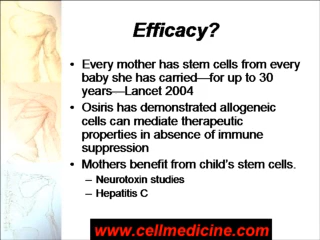 Efficacy?
• Every mother has stem cells from every
baby she has carried—for up to 30
years—Lancet 2004
• Osiris has demonstrated allogeneic
cells can mediate therapeutic
properties in absence of immune
suppression
• Mothers benefit from child's stem cells.
– Neurotoxin studies
– Hepatitis C
www.cellmedicine.com